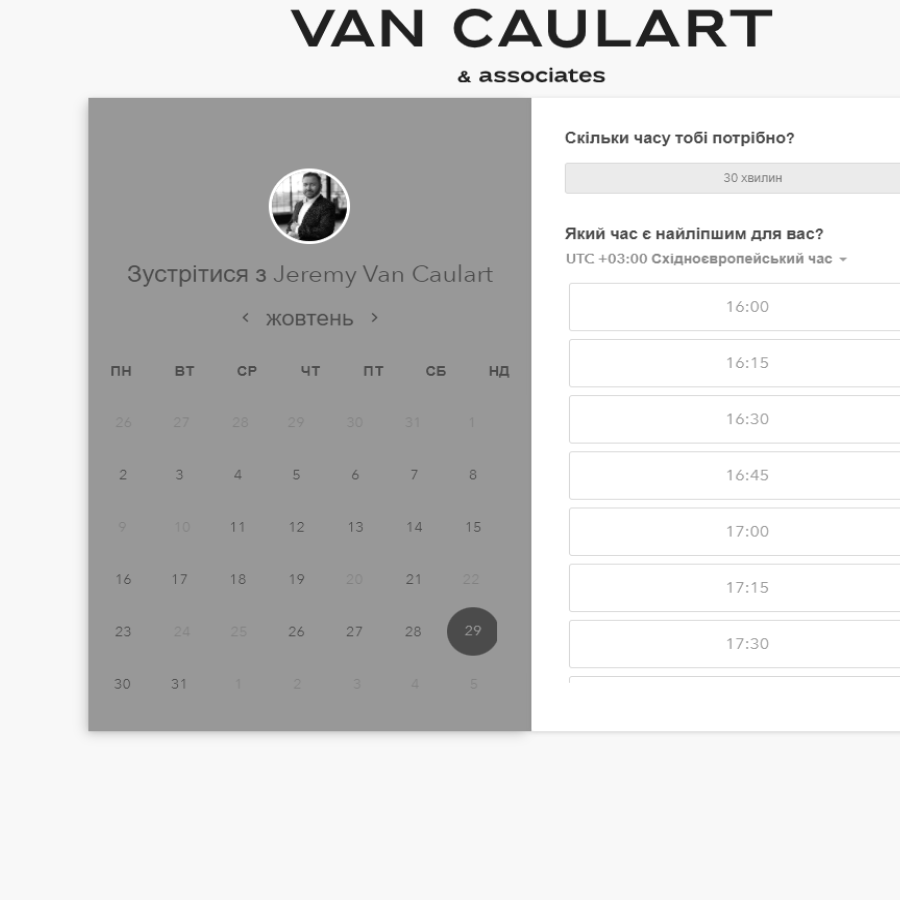 VAN CAULART
& associates
Зустрітися з Jeremy Van Caulart
жовтень
ПН ВТ СР ЧТ ПТ СБ НД
26 27 28 29 30 31 1
2 3 4 5 6 7 8
9 10 11 12 13 14 15
16 17 18 19 20 21 22
23 24 25 26 27 28 29
30 31 1 2 3 4 5
Скільки часу тобі потрібно?
30 хвилин
Який час є найліпшим для вас?
UTC +03:00 Східноєвропейський час
16:00
16:15
16:30
16:45
17:00
17:15
17:30